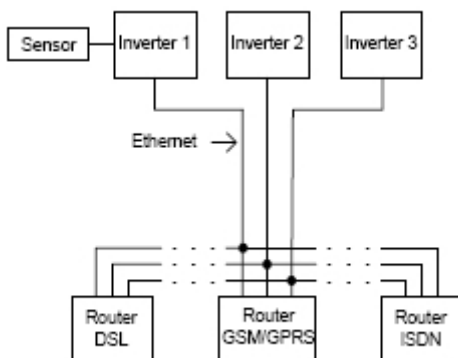 Sensor
Inverter 1
Inverter 2
Inverter 3
Ethernet
Router
DSL
Router
GSM/GPRS
Router
ISDN